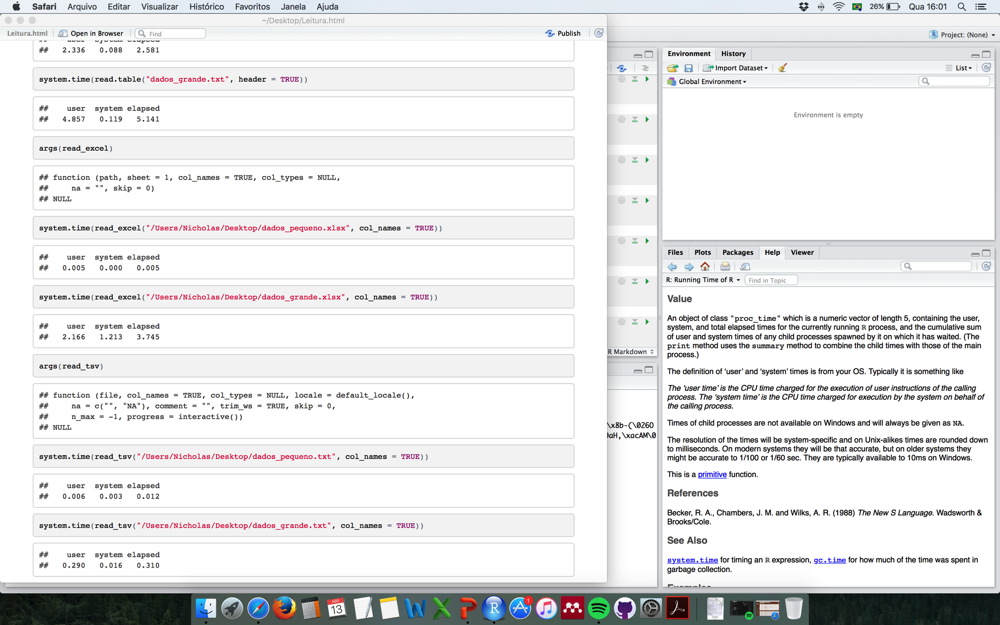 Safari Arquivo Editar Visualizar Histórico Favoritos Janela Ajuda
26% Qua 16:01
~/Desktop/Leitura.html
Leitura.html Open in Browser Find Publish
## user system elapsed
## 2.336 0.088 2.581
system.time(read.table("dados_grande.txt", header = TRUE))
## user system elapsed
## 4.857 0.119 5.141
args(read_excel)
## function (path, sheet = 1, col_names = TRUE, col_types = NULL,
## na = "", skip = 0)
## NULL
system.time(read_excel("/Users/Nicholas/Desktop/dados_pequeno.xlsx", col_names = TRUE))
## user system elapsed
## 0.005 0.000 0.005
system.time(read_excel("/Users/Nicholas/Desktop/dados_grande.xlsx", col_names = TRUE))
## user system elapsed
## 2.166 1.213 3.745
args(read_tsv)
## function (file, col_names = TRUE, col_types = NULL, locale = default_locale(),
## na = c("", "NA"), comment = "", trim_ws = TRUE, skip = 0,
## n_max = -1, progress = interactive())
## NULL
system.time(read_tsv("/Users/Nicholas/Desktop/dados_pequeno.txt", col_names = TRUE))
## user system elapsed
## 0.006 0.003 0.012
system.time(read_tsv("/Users/Nicholas/Desktop/dados_grande.txt", col_names = TRUE))
## user system elapsed
## 0.290 0.016 0.310
R Markdown
\x8b-(\026O
aH,\xacAM\0
Project: (None)
Environment History
Import Dataset List
Global Environment
Environment is empty
Files Plots Packages Help Viewer
R: Running Time of R Find in Topic
Value
An object of class "proc_time" which is a numeric vector of length 5, containing the user,
system, and total elapsed times for the currently running R process, and the cumulative sum
of user and system times of any child processes spawned by it on which it has waited. (The
print method uses the summary method to combine the child times with those of the main
process.)
The definition of ‘user’ and ‘system’ times is from your OS. Typically it is something like
The ‘user time’ is the CPU time charged for the execution of user instructions of the calling
process. The ‘system time’ is the CPU time charged for execution by the system on behalf of
the calling process.
Times of child processes are not available on Windows and will always be given as NA.
The resolution of the times will be system-specific and on Unix-alikes times are rounded down
to milliseconds. On modern systems they will be that accurate, but on older systems they
might be accurate to 1/100 or 1/60 sec. They are typically available to 10ms on Windows.
This is a primitive function.
References
Becker, R. A., Chambers, J. M. and Wilks, A. R. (1988) The New S Language. Wadsworth &
Brooks/Cole.
See Also
system.time for timing an R expression, gc.time for how much of the time was spent in
garbage collection.
Examples
ABR
13
R
1
PDF